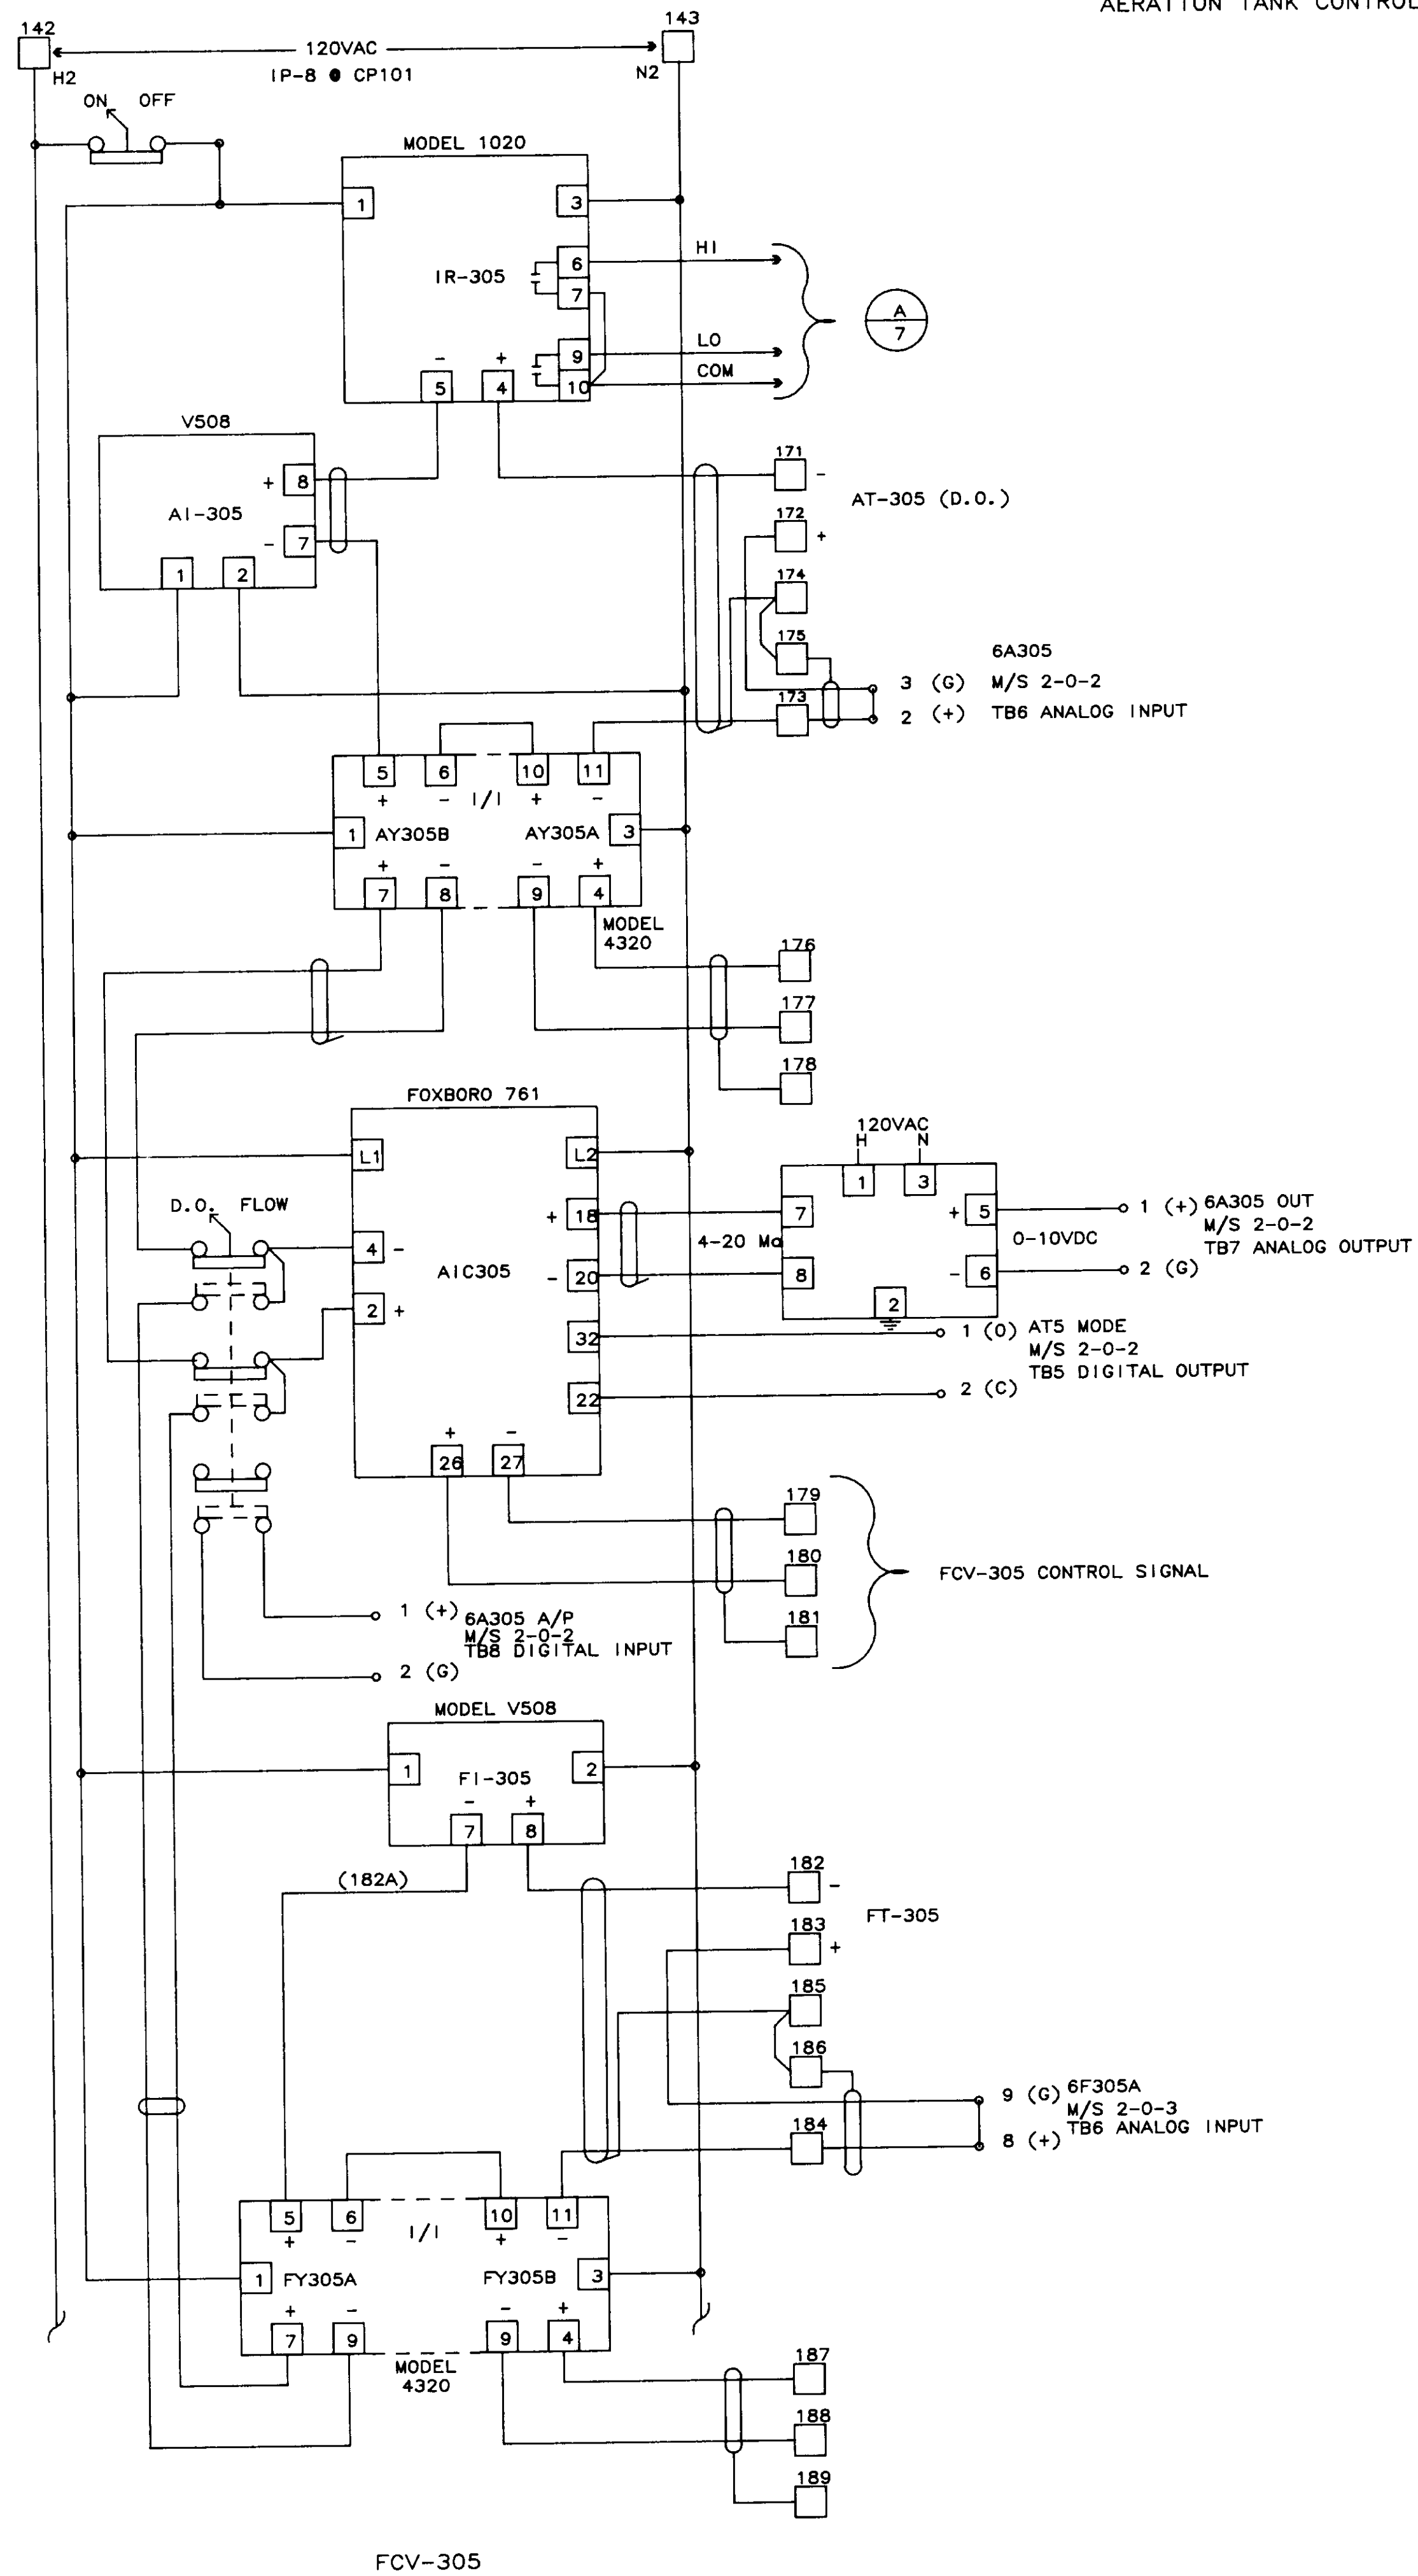 AERATION TANK CONTROL
142
143
120VAC
H2
IP-8 @ CP101
N2
ON OFF
MODEL 1020
1
3
HI
6
IR-305
7
A
7
LO
9
COM
10
- +
5
4
V508
171
-
+ 8
AT-305 (D.O.)
AI-305
172
+
- 7
1
2
174
175
6A305
3 (G) M/S 2-0-2
173
2 (+) TB6 ANALOG INPUT
5
6
10
11
+ - I/I + -
1
AY305B
AY305A
3
+ - - +
7
8
9
4
MODEL
4320
176
177
178
FOXBORO 761
120VAC
H N
L1
L2
1
3
D.O. FLOW
+ 18
7
+ 5
1 (+) 6A305 OUT
M/S 2-0-2
TB7 ANALOG OUTPUT
4 -
4-20 Ma
0-10VDC
AIC305
- 20
8
- 6
2 (G)
2 +
2
32
1 (O) AT5 MODE
M/S 2-0-2
TB5 DIGITAL OUTPUT
22
2 (C)
+ -
26
27
179
180
FCV-305 CONTROL SIGNAL
181
1 (+) 6A305 A/P
M/S 2-0-2
TB8 DIGITAL INPUT
2 (G)
MODEL V508
1
2
FI-305
- +
7
8
(182A)
182
-
FT-305
183
+
185
186
9 (G) 6F305A
M/S 2-0-3
TB6 ANALOG INPUT
184
8 (+)
5
6
10
11
+ - I/I + -
1
FY305A
FY305B
3
+ - - +
7
9
9
4
MODEL
4320
187
188
189
FCV-305